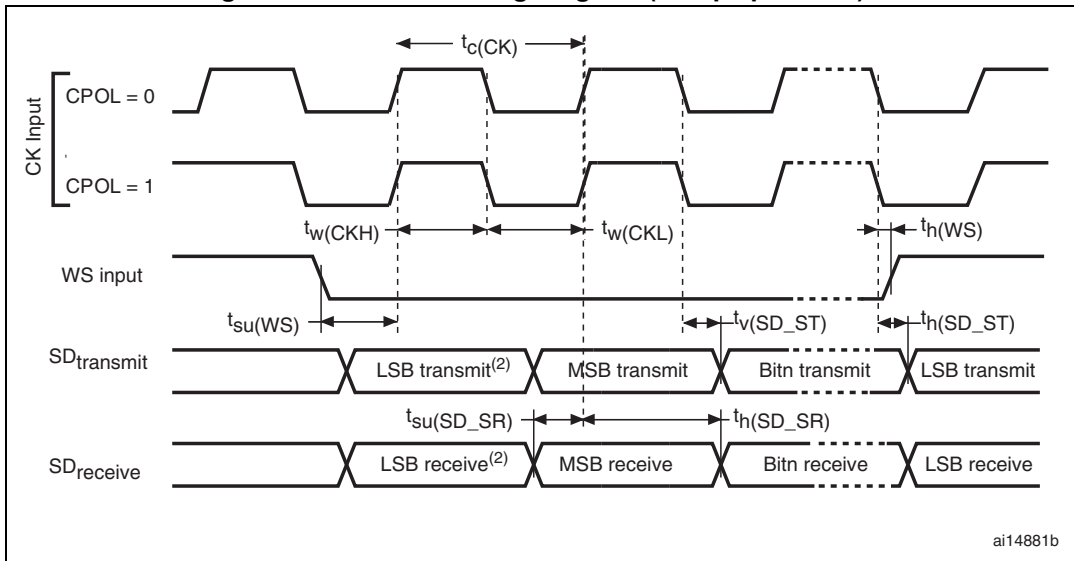 tc(CK)
CK Input
CPOL = 0
CPOL = 1
tw(CKH)
tw(CKL)
th(WS)
WS input
tsu(WS)
tv(SD_ST)
th(SD_ST)
SDtransmit
LSB transmit(2)
MSB transmit
Bitn transmit
LSB transmit
tsu(SD_SR)
th(SD_SR)
SDreceive
LSB receive(2)
MSB receive
Bitn receive
LSB receive
ai14881b